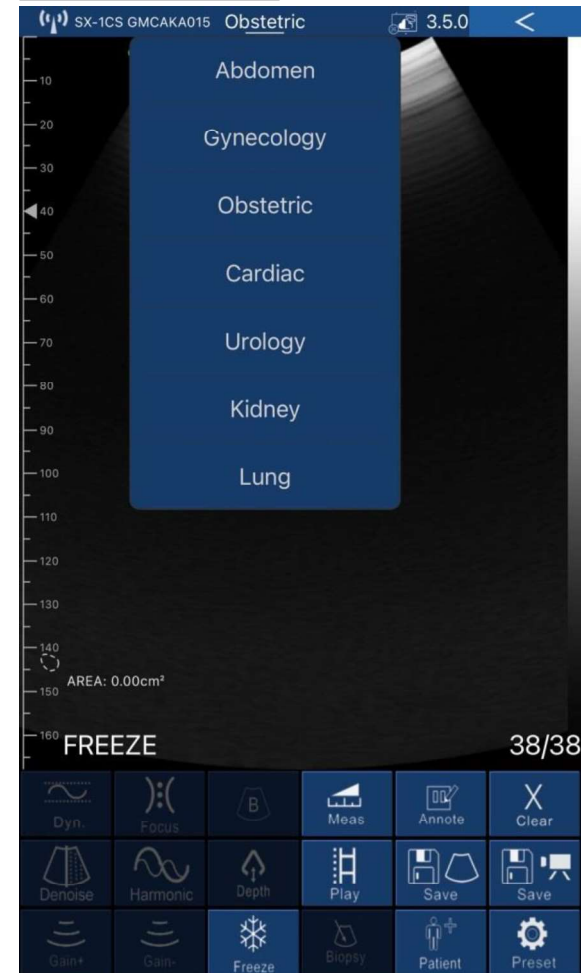 SX-1CS GMCAKA015 Obstetric 3.5.0 <
Abdomen
Gynecology
Obstetric
Cardiac
Urology
Kidney
Lung
10
20
30
40
50
60
70
80
90
100
110
120
130
140
150
160
AREA: 0.00cm²
FREEZE 38/38
Dyn. Focus B Meas Annote Clear
Denoise Harmonic Depth Play Save Save
Gain+ Gain- Freeze Biopsy Patient Preset